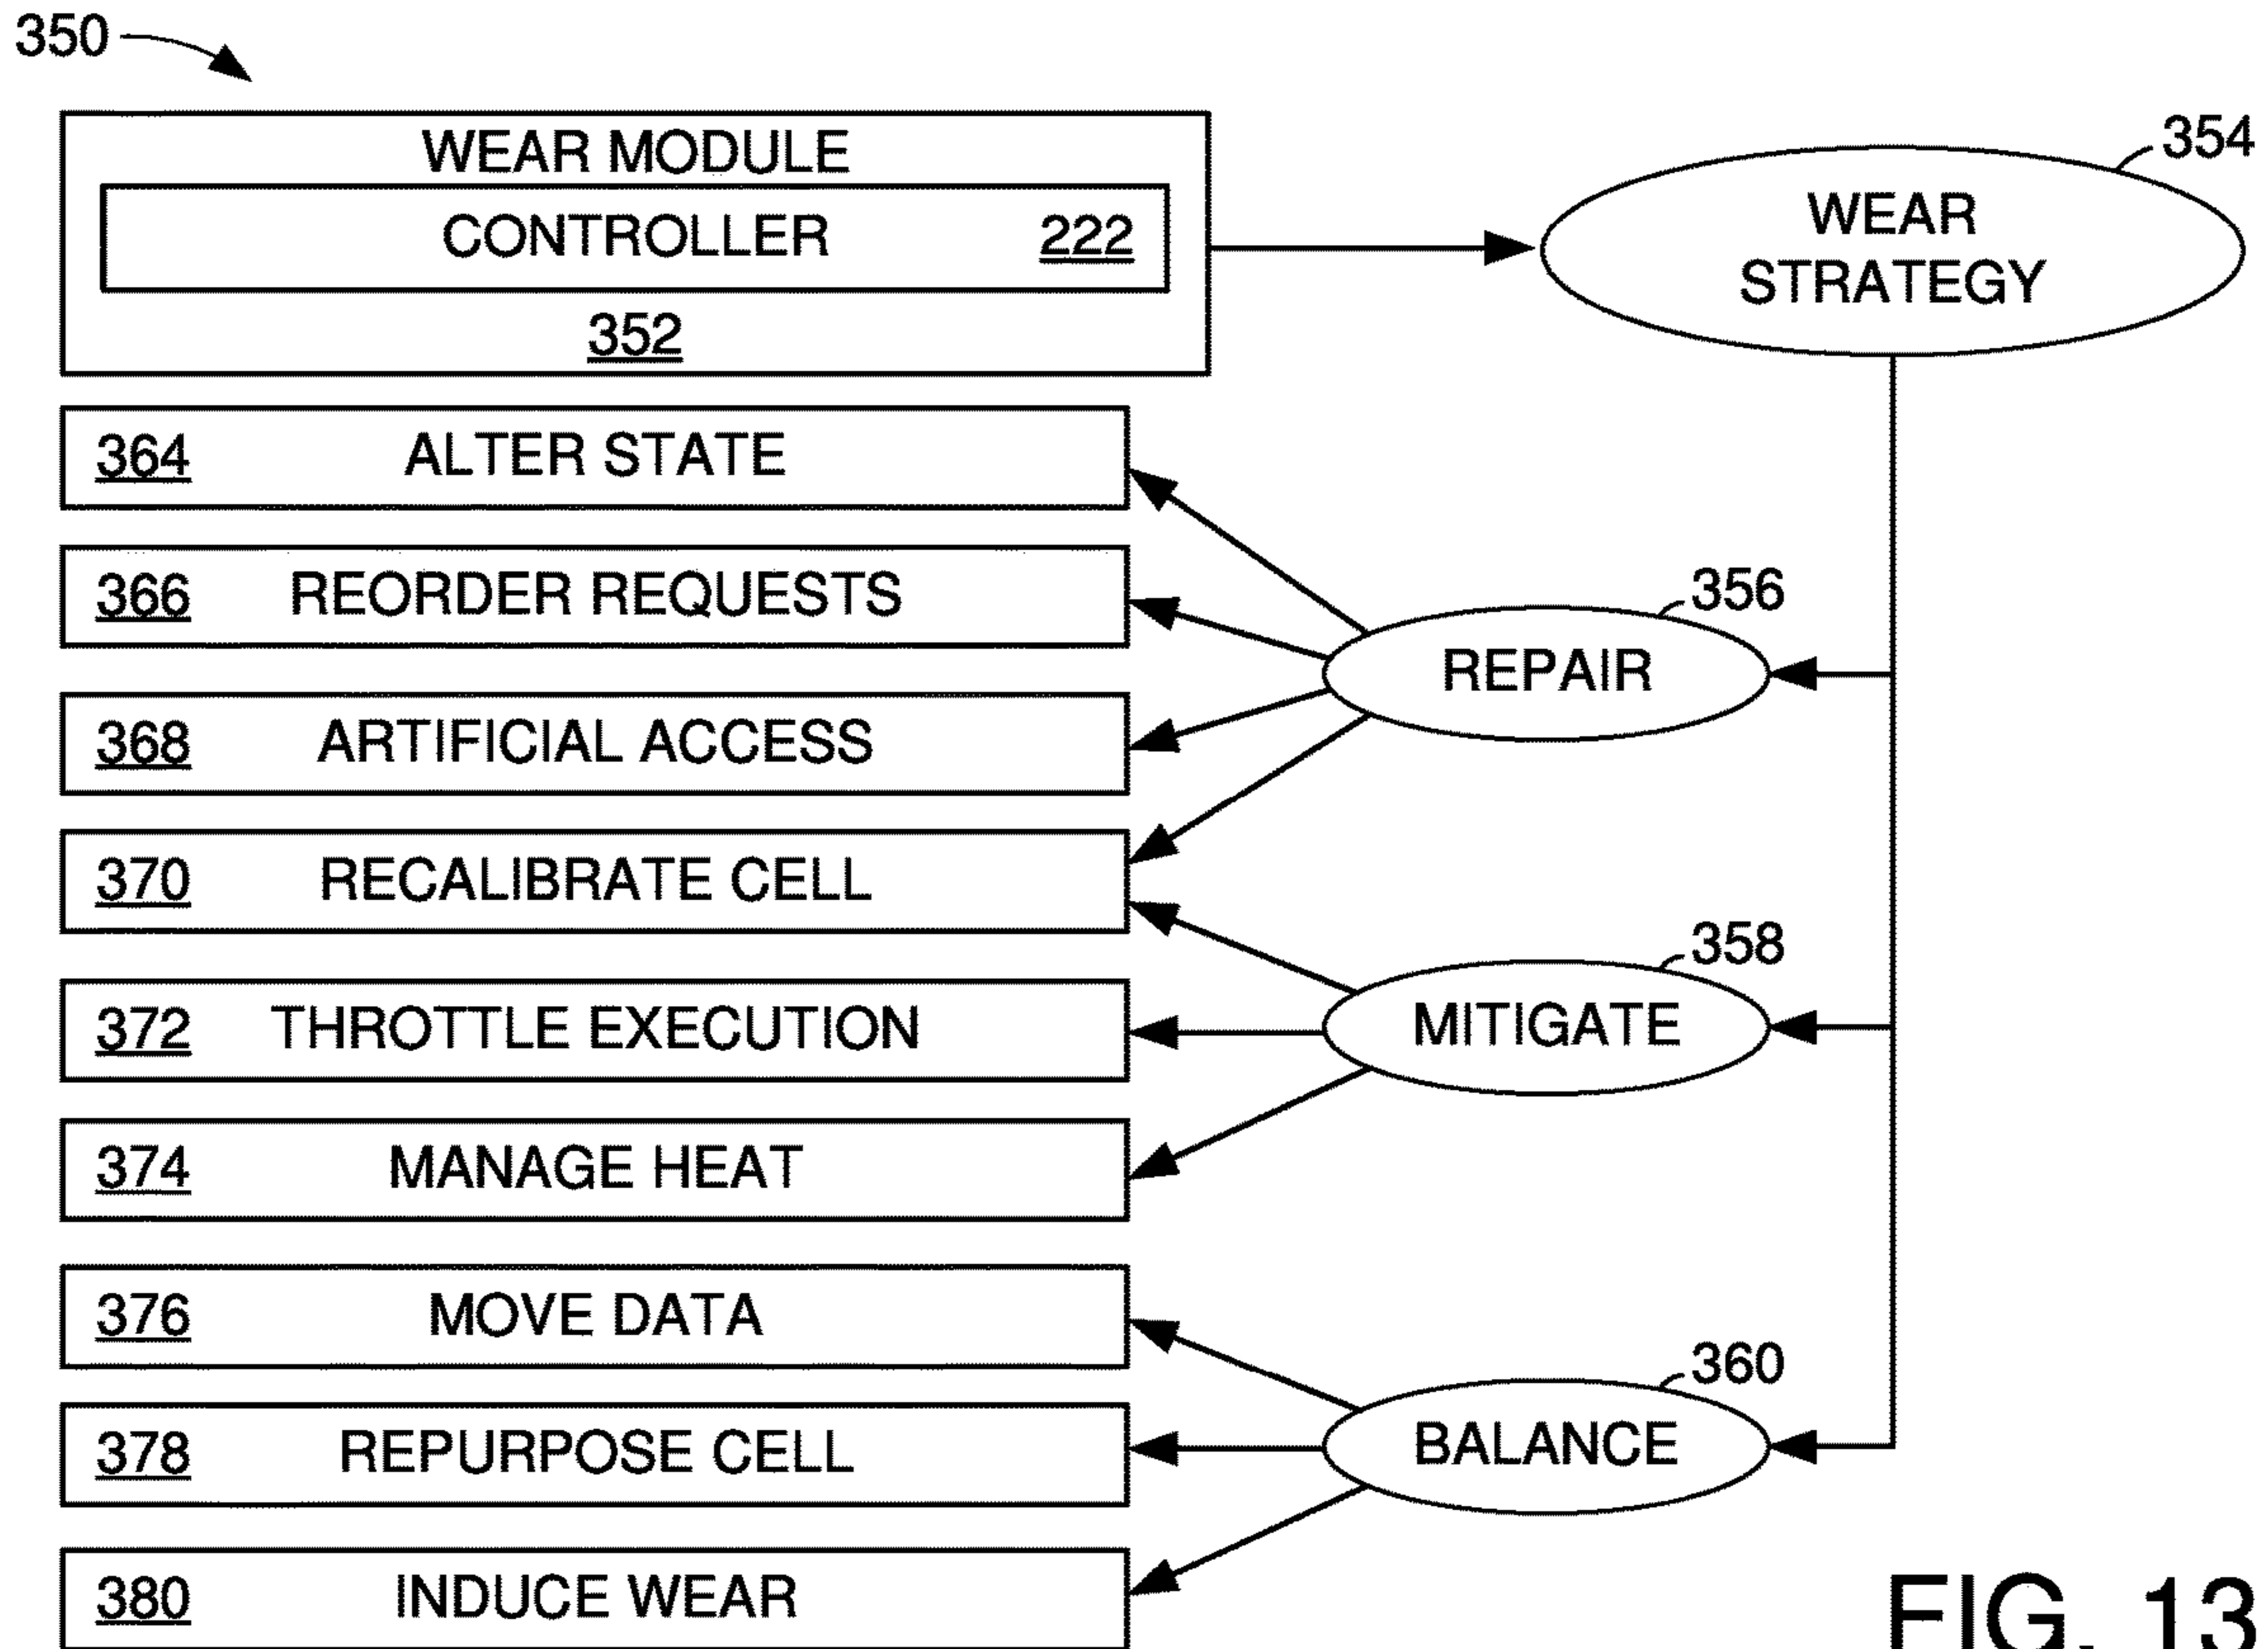 350
WEAR MODULE
CONTROLLER 222
352
354
WEAR
STRATEGY
364 ALTER STATE
366 REORDER REQUESTS
368 ARTIFICIAL ACCESS
370 RECALIBRATE CELL
372 THROTTLE EXECUTION
374 MANAGE HEAT
376 MOVE DATA
378 REPURPOSE CELL
380 INDUCE WEAR
356
REPAIR
358
MITIGATE
360
BALANCE
FIG. 13